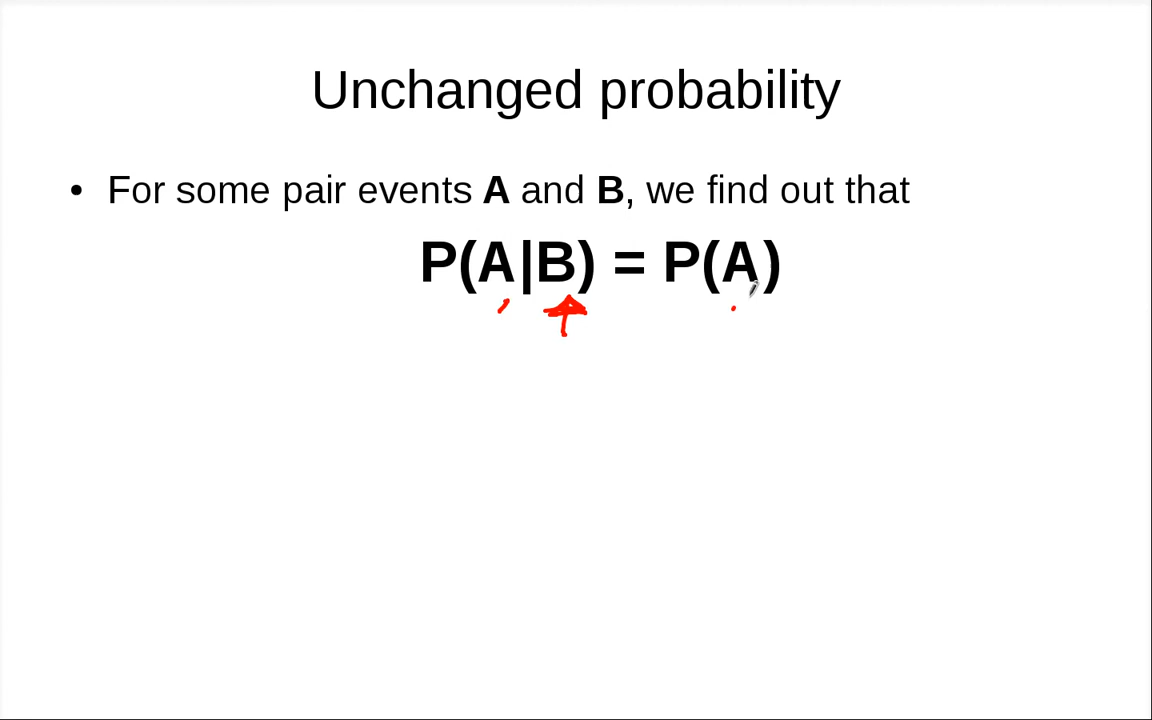 Unchanged probability
• For some pair events A and B, we find out that
P(A|B) = P(A)